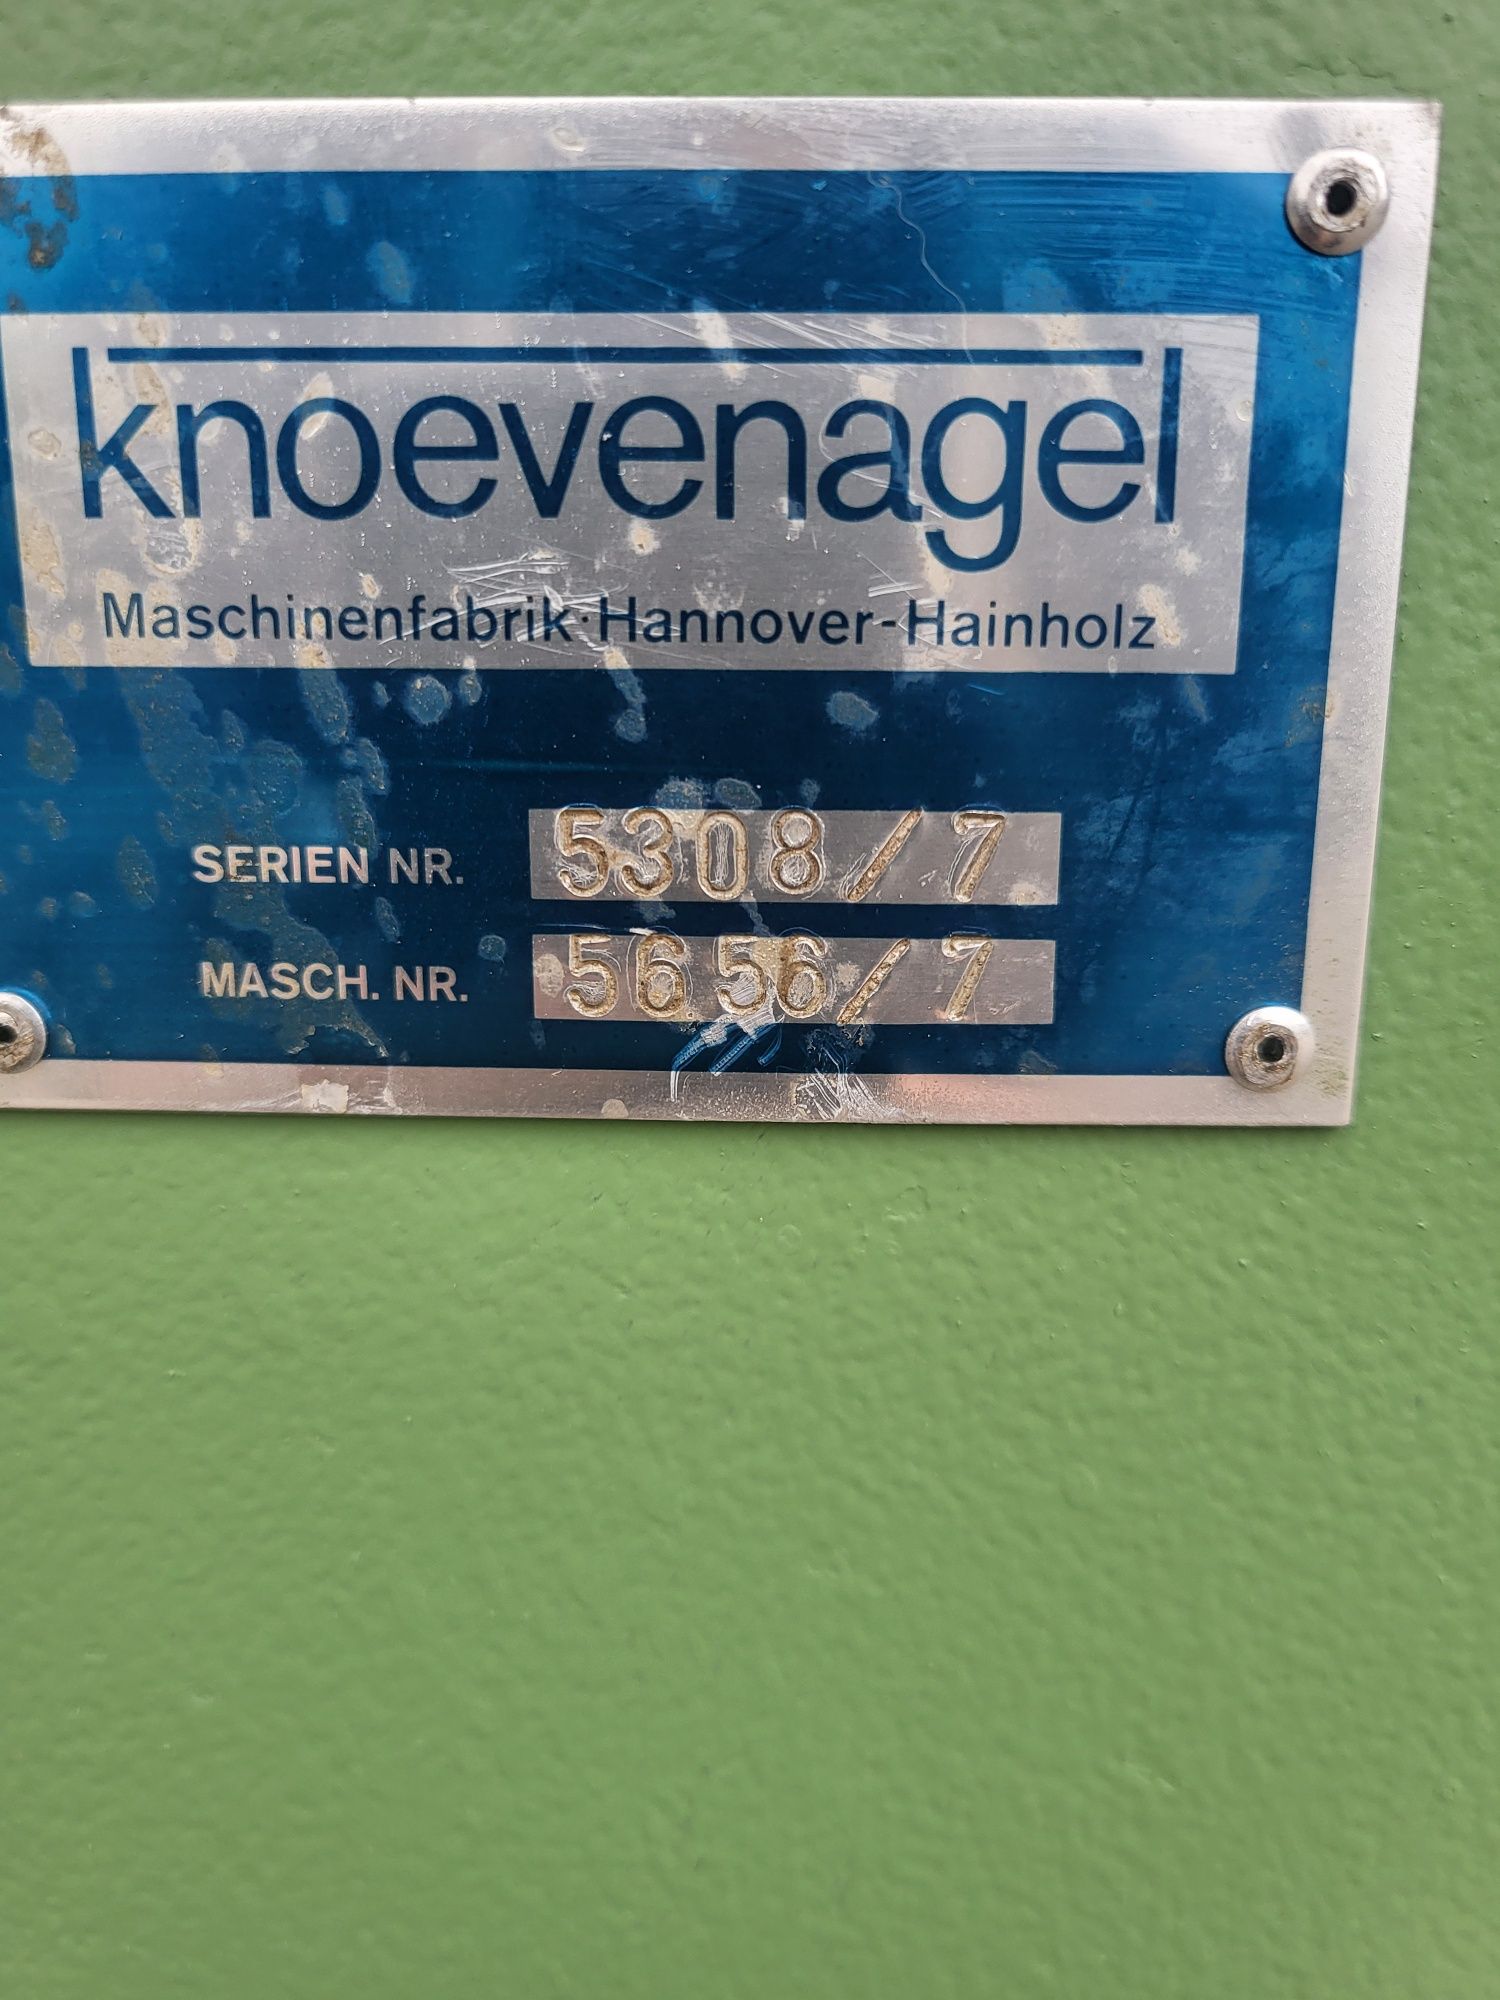 knoevenagel
Maschinenfabrik·Hannover-Hainholz
SERIEN NR. 5308/7
MASCH. NR. 5656/7